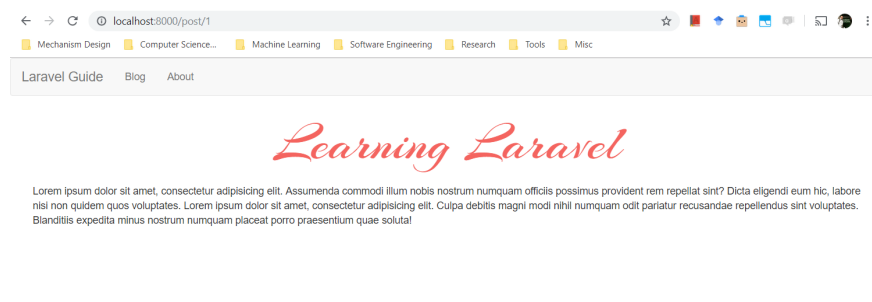 localhost:8000/post/1
Mechanism Design Computer Science... Machine Learning Software Engineering Research Tools Misc
Laravel Guide Blog About
Learning Laravel
Lorem ipsum dolor sit amet, consectetur adipisicing elit. Assumenda commodi illum nobis nostrum numquam officiis possimus provident rem repellat sint? Dicta eligendi eum hic, labore
nisi non quidem quos voluptates. Lorem ipsum dolor sit amet, consectetur adipisicing elit. Culpa debitis magni modi nihil numquam odit pariatur recusandae repellendus sint voluptates.
Blanditiis expedita minus nostrum numquam placeat porro praesentium quae soluta!